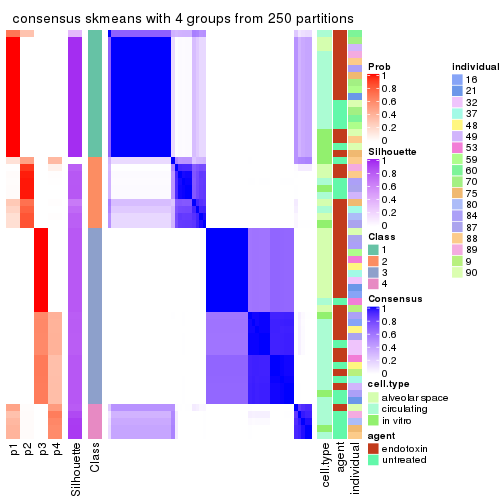 consensus skmeans with 4 groups from 250 partitions
Prob
1
0.8
0.6
0.4
0.2
0
Silhouette
1
0.8
0.6
0.4
0.2
0
Class
1
2
3
4
Consensus
1
0.8
0.6
0.4
0.2
0
cell.type
alveolar space
circulating
in vitro
agent
endotoxin
untreated
individual
16
21
32
37
48
49
53
59
60
70
75
80
84
87
88
89
9
90
p1
p2
p3
p4
Silhouette
Class
cell.type
agent
individual